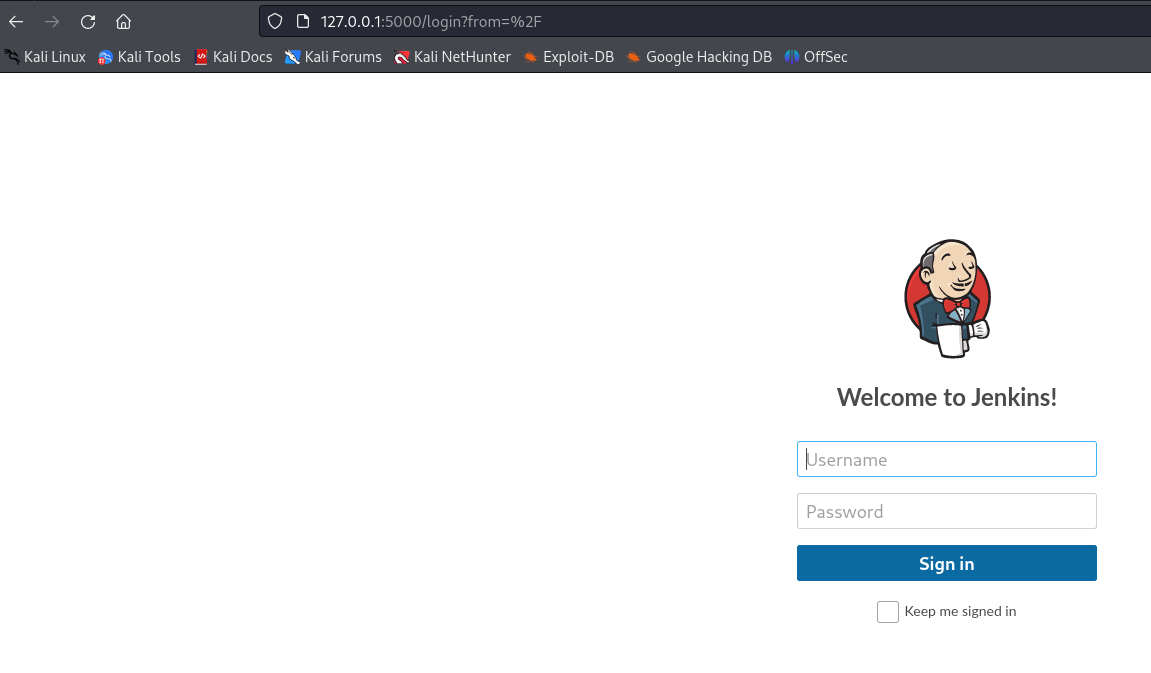 127.0.0.1:5000/login?from=%2F
Kali Linux Kali Tools Kali Docs Kali Forums Kali NetHunter Exploit-DB Google Hacking DB OffSec
Welcome to Jenkins!
Username
Password
Sign in
Keep me signed in